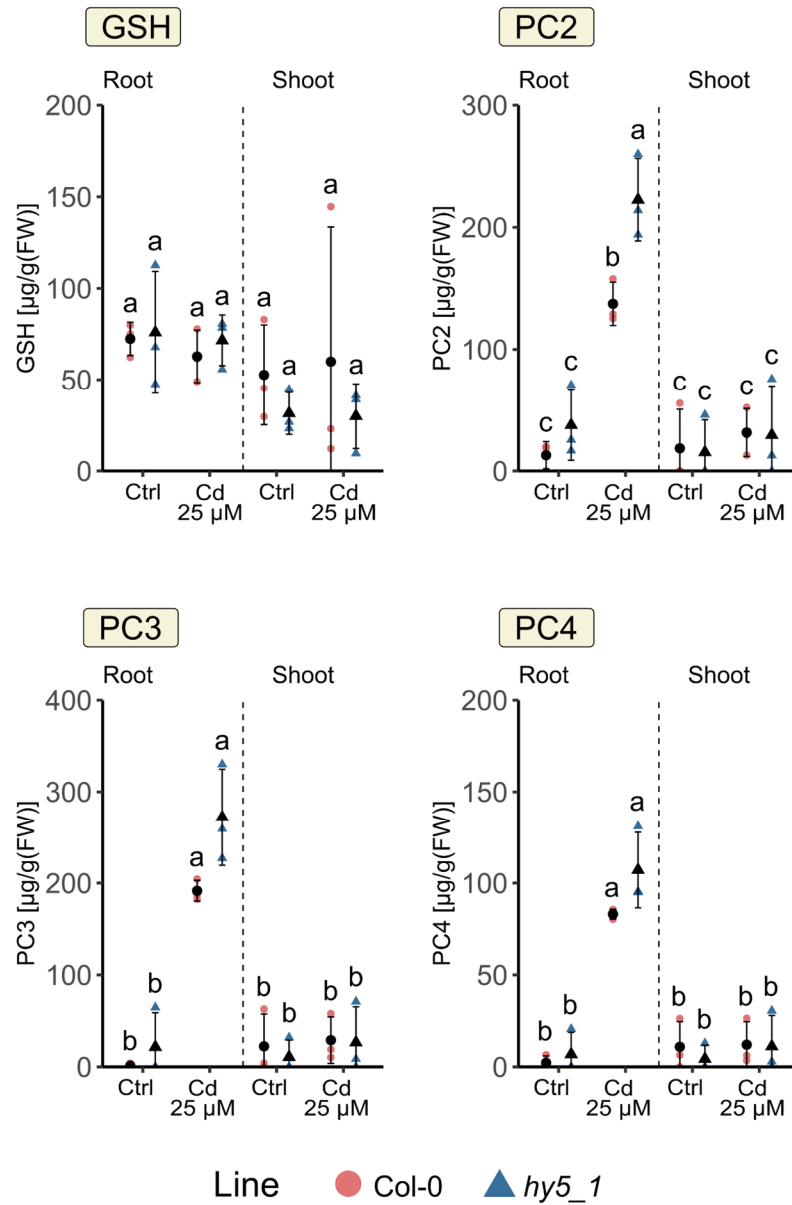 GSH
Root Shoot
200
150
100
50
0
GSH [µg/g(FW)]
a a a a a a a a
Ctrl Cd 25 µM Ctrl Cd 25 µM
PC2
Root Shoot
300
200
100
0
PC2 [µg/g(FW)]
c c b a c c c c
Ctrl Cd 25 µM Ctrl Cd 25 µM
PC3
Root Shoot
400
300
200
100
0
PC3 [µg/g(FW)]
b b a a b b b b
Ctrl Cd 25 µM Ctrl Cd 25 µM
PC4
Root Shoot
200
150
100
50
0
PC4 [µg/g(FW)]
b b a a b b b b
Ctrl Cd 25 µM Ctrl Cd 25 µM
Line Col-0 hy5_1